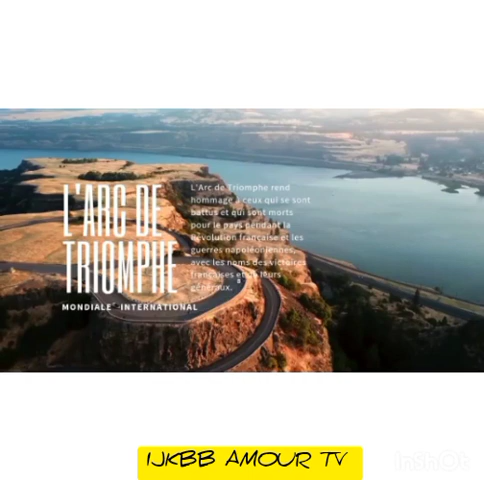 L'ARC DE
TRIOMPHE
MONDIALE - INTERNATIONAL
L'Arc de Triomphe rend
hommage à ceux qui se sont
battus et qui sont morts
pour le pays pendant la
Révolution française et les
guerres napoléoniennes,
avec les noms des victoires
françaises et de leurs
généraux.
IJKBB AMOUR TV
InShOt